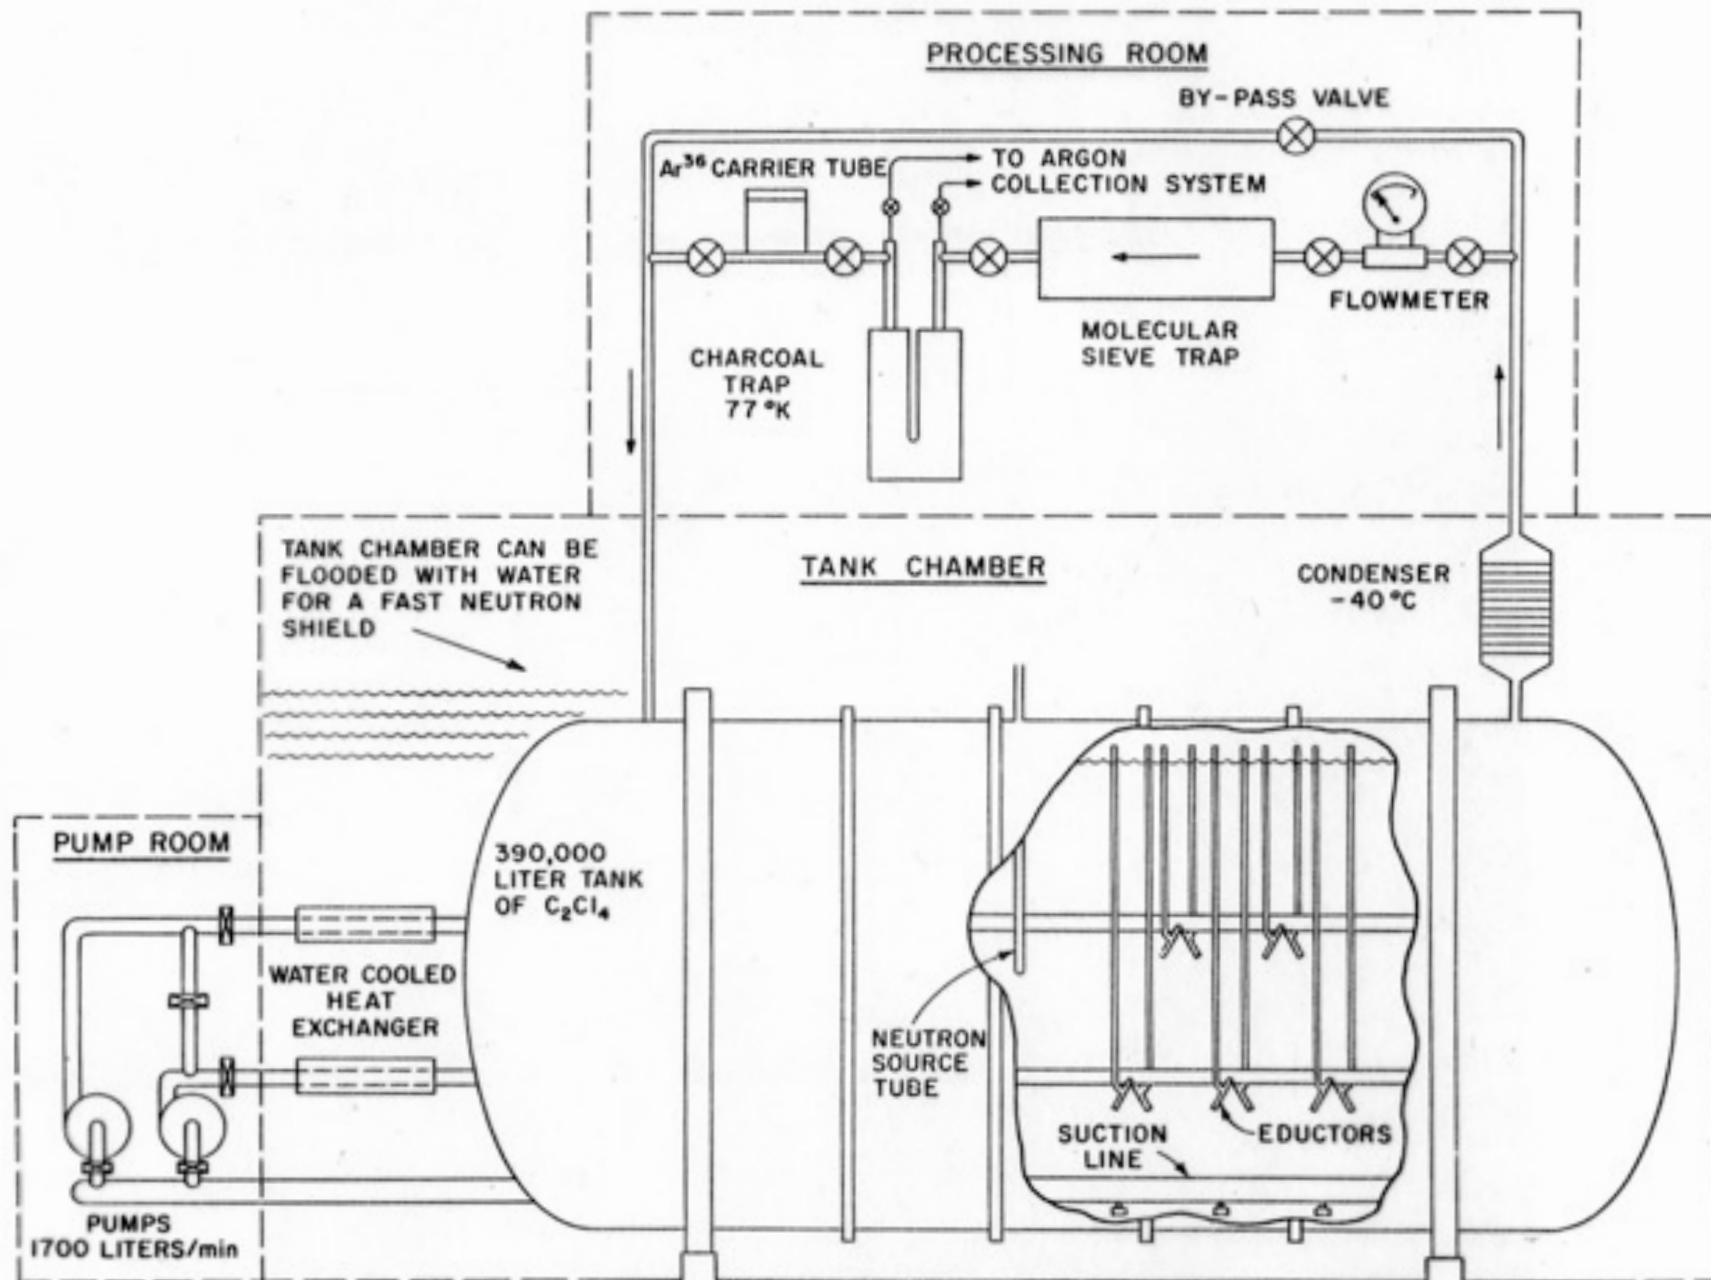 PROCESSING ROOM
BY-PASS VALVE
Ar³⁶ CARRIER TUBE
TO ARGON
COLLECTION SYSTEM
FLOWMETER
MOLECULAR
SIEVE TRAP
CHARCOAL
TRAP
77 °K
TANK CHAMBER CAN BE
FLOODED WITH WATER
FOR A FAST NEUTRON
SHIELD
TANK CHAMBER
CONDENSER
-40 °C
PUMP ROOM
390,000
LITER TANK
OF C₂Cl₄
WATER COOLED
HEAT
EXCHANGER
NEUTRON
SOURCE
TUBE
SUCTION
LINE
EDUCTORS
PUMPS
1700 LITERS/min